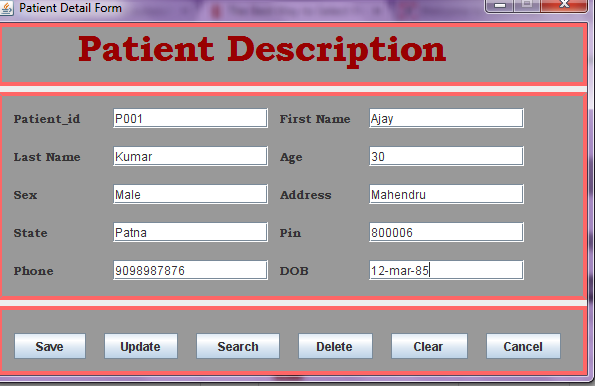 Patient Detail Form
Patient Description
Patient_id P001 First Name Ajay
Last Name Kumar Age 30
Sex Male Address Mahendru
State Patna Pin 800006
Phone 9098987876 DOB 12-mar-85
Save Update Search Delete Clear Cancel